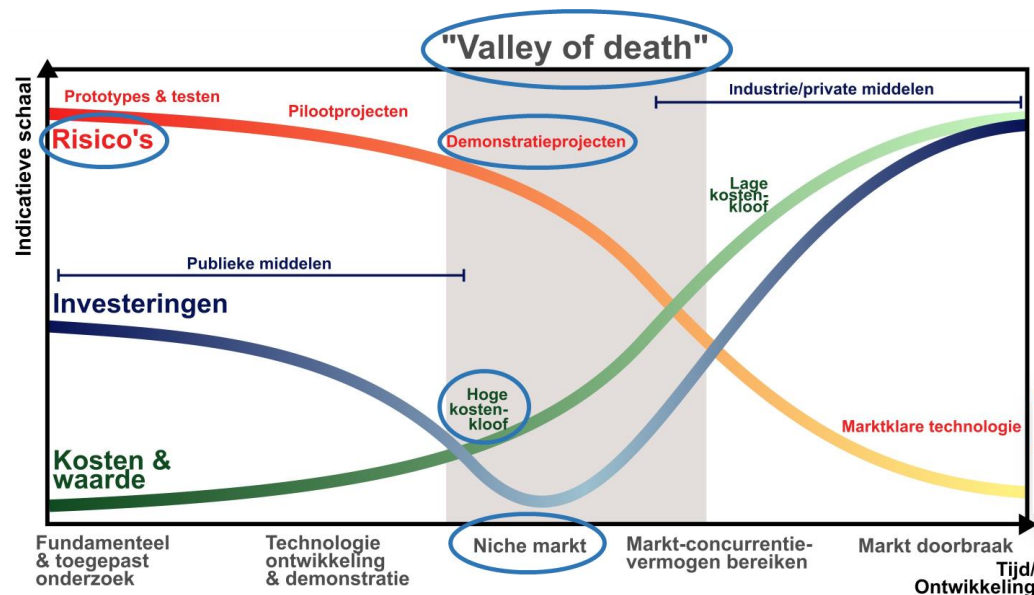 "Valley of death"
Indicatieve schaal
Prototypes & testen
Pilootprojecten
Industrie/private middelen
Risico's
Demonstratieprojecten
Lage
kosten-
kloof
Publieke middelen
Investeringen
Hoge
kosten-
kloof
Marktklare technologie
Kosten &
waarde
Fundamenteel
& toegepast
onderzoek
Technologie
ontwikkeling
& demonstratie
Niche markt
Markt-concurrentie-
vermogen bereiken
Markt doorbraak
Tijd/
Ontwikkeling